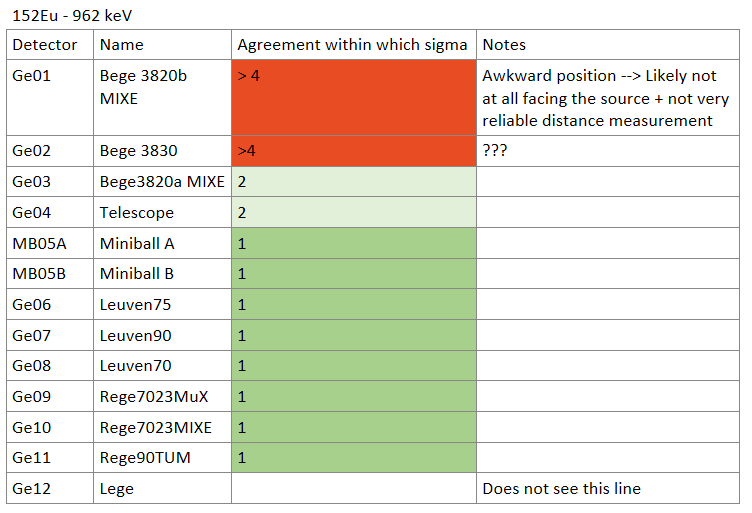 152Eu - 962 keV
Detector Name Agreement within which sigma Notes
Ge01 Bege 3820b MIXE > 4 Awkward position --> Likely not at all facing the source + not very reliable distance measurement
Ge02 Bege 3830 >4 ???
Ge03 Bege3820a MIXE 2
Ge04 Telescope 2
MB05A Miniball A 1
MB05B Miniball B 1
Ge06 Leuven75 1
Ge07 Leuven90 1
Ge08 Leuven70 1
Ge09 Rege7023MuX 1
Ge10 Rege7023MIXE 1
Ge11 Rege90TUM 1
Ge12 Lege Does not see this line